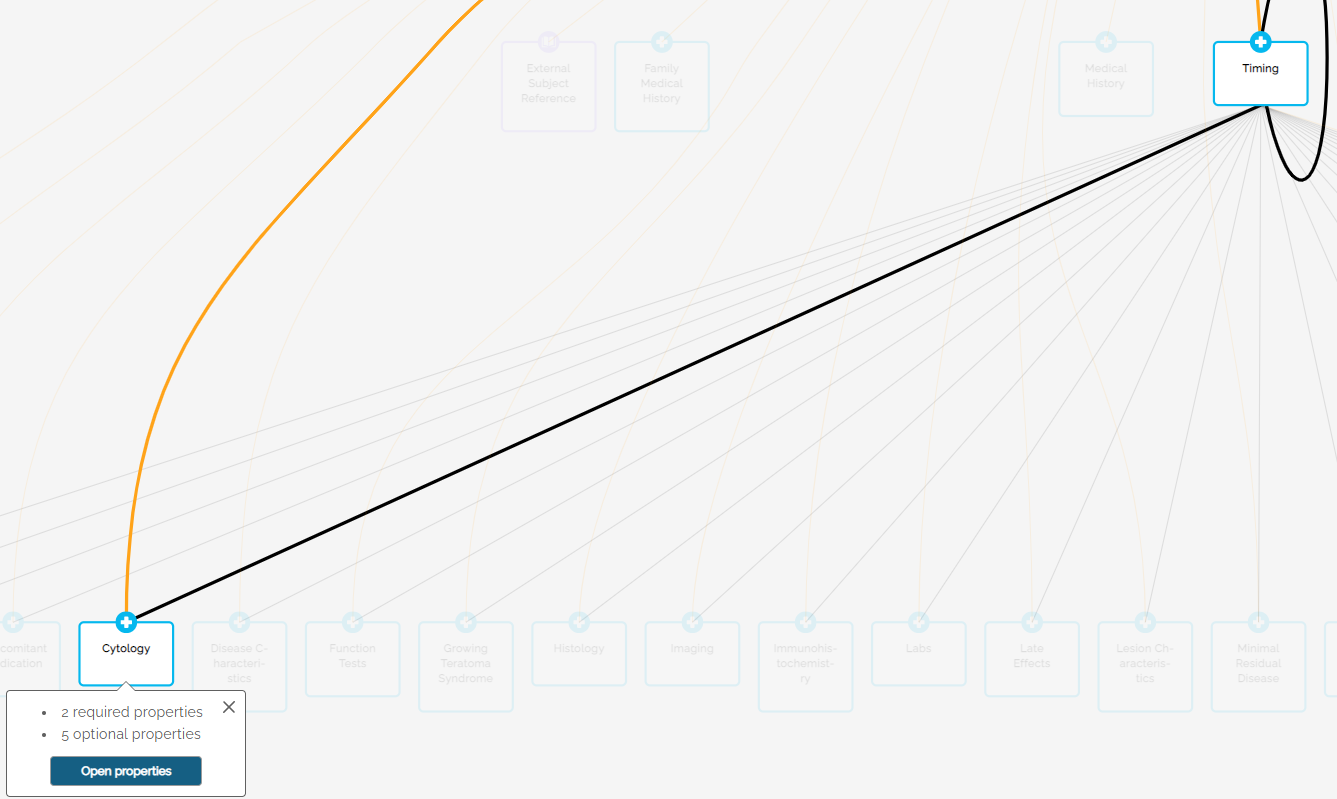 External
Subject
Reference
Family
Medical
History
Medical
History
Timing
comitant
dication
Cytology
Disease C-
haracteri-
stics
Function
Tests
Growing
Teratoma
Syndrome
Histology
Imaging
Immunohis-
tochemist-
ry
Labs
Late
Effects
Lesion Ch-
aracteris-
tics
Minimal
Residual
Disease
2 required properties
5 optional properties
Open properties